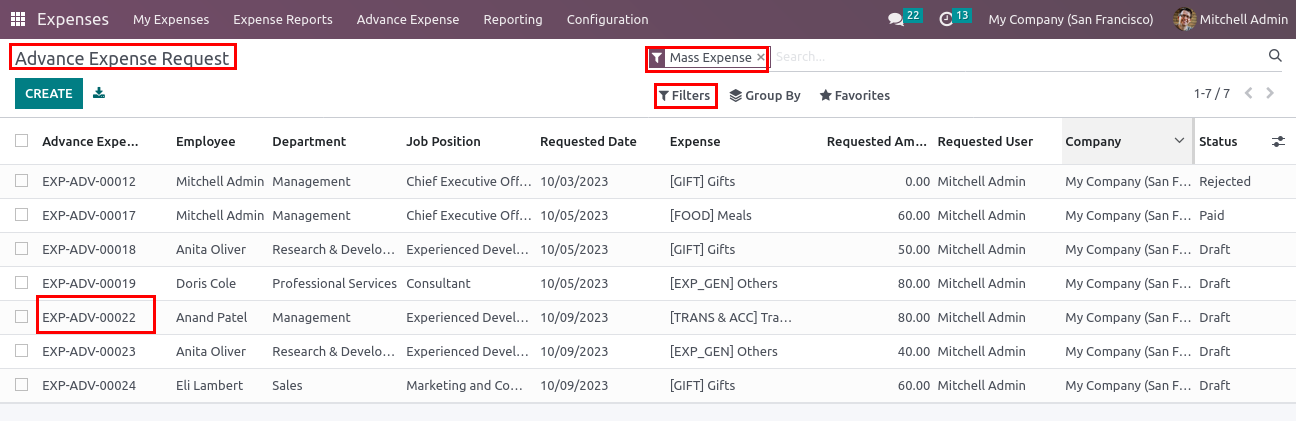 Expenses My Expenses Expense Reports Advance Expense Reporting Configuration 22 13 My Company (San Francisco) Mitchell Admin
Advance Expense Request Mass Expense × Search...
CREATE Filters Group By Favorites 1-7 / 7
Advance Expe... Employee Department Job Position Requested Date Expense Requested Am... Requested User Company Status
EXP-ADV-00012 Mitchell Admin Management Chief Executive Off... 10/03/2023 [GIFT] Gifts 0.00 Mitchell Admin My Company (San F... Rejected
EXP-ADV-00017 Mitchell Admin Management Chief Executive Off... 10/05/2023 [FOOD] Meals 60.00 Mitchell Admin My Company (San F... Paid
EXP-ADV-00018 Anita Oliver Research & Develo... Experienced Devel... 10/05/2023 [GIFT] Gifts 50.00 Mitchell Admin My Company (San F... Draft
EXP-ADV-00019 Doris Cole Professional Services Consultant 10/05/2023 [EXP_GEN] Others 80.00 Mitchell Admin My Company (San F... Draft
EXP-ADV-00022 Anand Patel Management Experienced Devel... 10/09/2023 [TRANS & ACC] Tra... 80.00 Mitchell Admin My Company (San F... Draft
EXP-ADV-00023 Anita Oliver Research & Develo... Experienced Devel... 10/09/2023 [EXP_GEN] Others 40.00 Mitchell Admin My Company (San F... Draft
EXP-ADV-00024 Eli Lambert Sales Marketing and Co... 10/09/2023 [GIFT] Gifts 60.00 Mitchell Admin My Company (San F... Draft